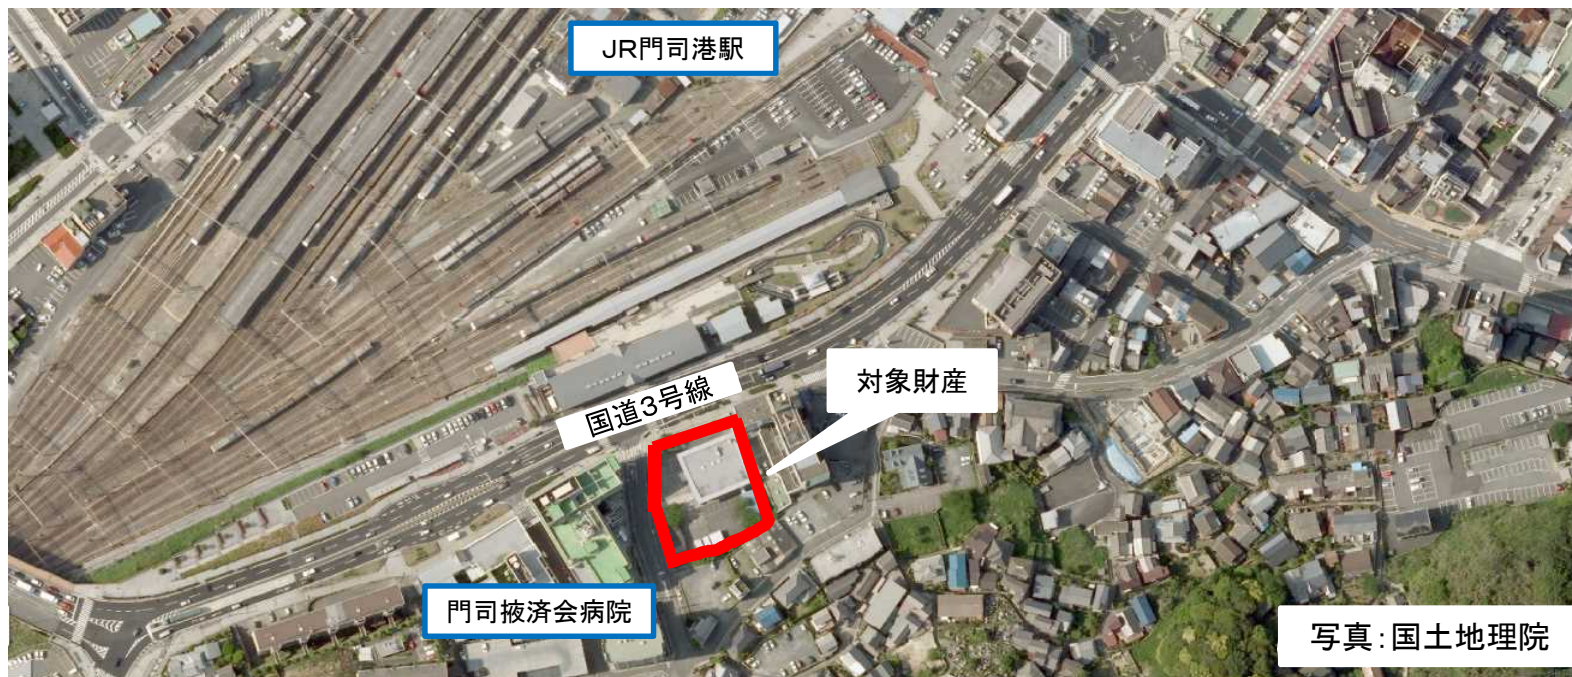 JR門司港駅
国道3号線
対象財産
門司掖済会病院
写真：国土地理院